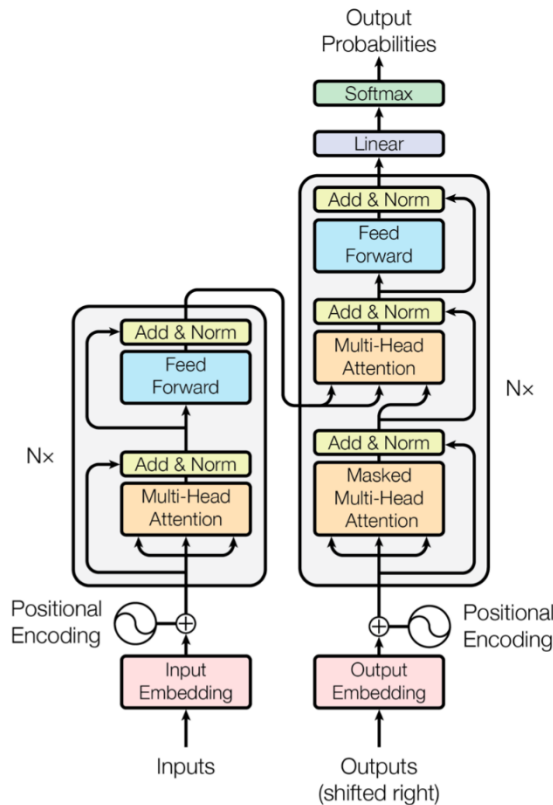 Output
Probabilities
Softmax
Linear
Add & Norm
Feed
Forward
Add & Norm
Multi-Head
Attention
Add & Norm
Masked
Multi-Head
Attention
N×
Add & Norm
Feed
Forward
Add & Norm
Multi-Head
Attention
N×
Positional
Encoding
Positional
Encoding
Input
Embedding
Output
Embedding
Inputs
Outputs
(shifted right)